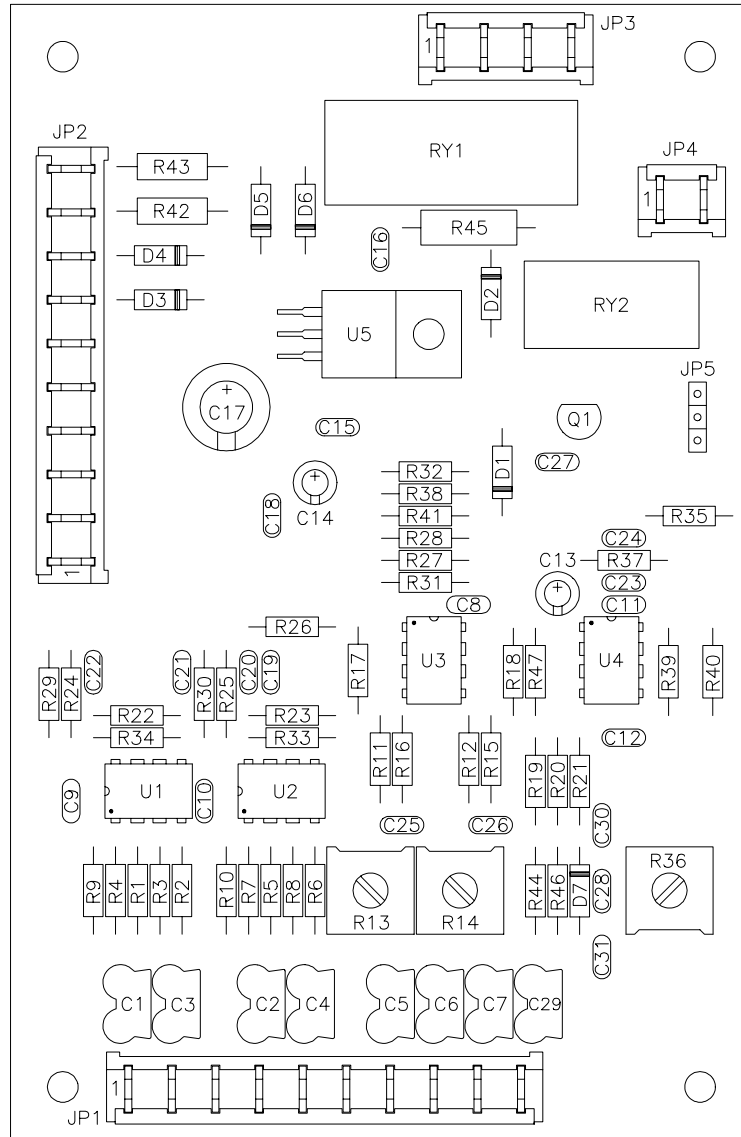 JP3
1
JP2
RY1
JP4
R43
D5
D6
1
R42
R45
C16
D4
D2
D3
RY2
U5
JP5
C17
Q1
C15
C27
R32
D1
R38
C18
C14
R41
R35
R28
C24
R27
C13
R37
1
R31
C23
C8
C11
R26
R29
R24
C22
C21
R30
R25
C20
C19
R17
U3
R18
R47
U4
R39
R40
R22
R23
R34
R33
R11
R16
R12
R15
C12
R19
R20
R21
C9
U1
C10
U2
C25
C26
C30
R9
R4
R1
R3
R2
R10
R7
R5
R8
R6
R13
R14
R44
R46
D7
C28
R36
C31
C1
C3
C2
C4
C5
C6
C7
C29
1
JP1